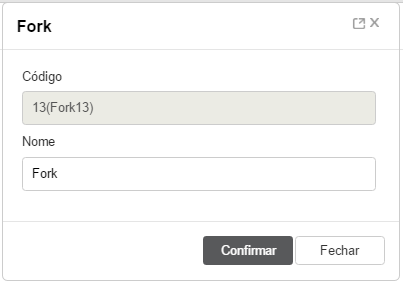 Fork
Código
13(Fork13)
Nome
Fork
Confirmar
Fechar